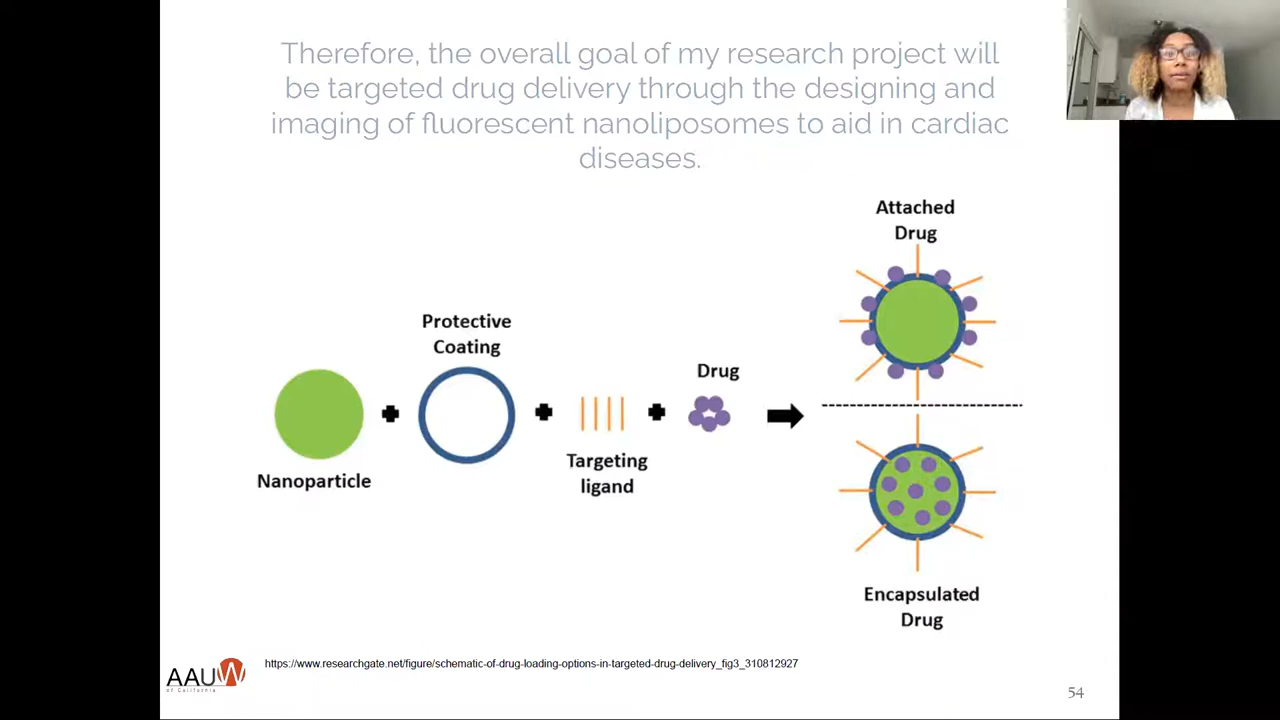 Therefore, the overall goal of my research project will
be targeted drug delivery through the designing and
imaging of fluorescent nanoliposomes to aid in cardiac
diseases.
Attached
Drug
Protective
Coating
Drug
Nanoparticle
Targeting
ligand
Encapsulated
Drug
https://www.researchgate.net/figure/schematic-of-drug-loading-options-in-targeted-drug-delivery_fig3_310812927
AAUW
of California
54